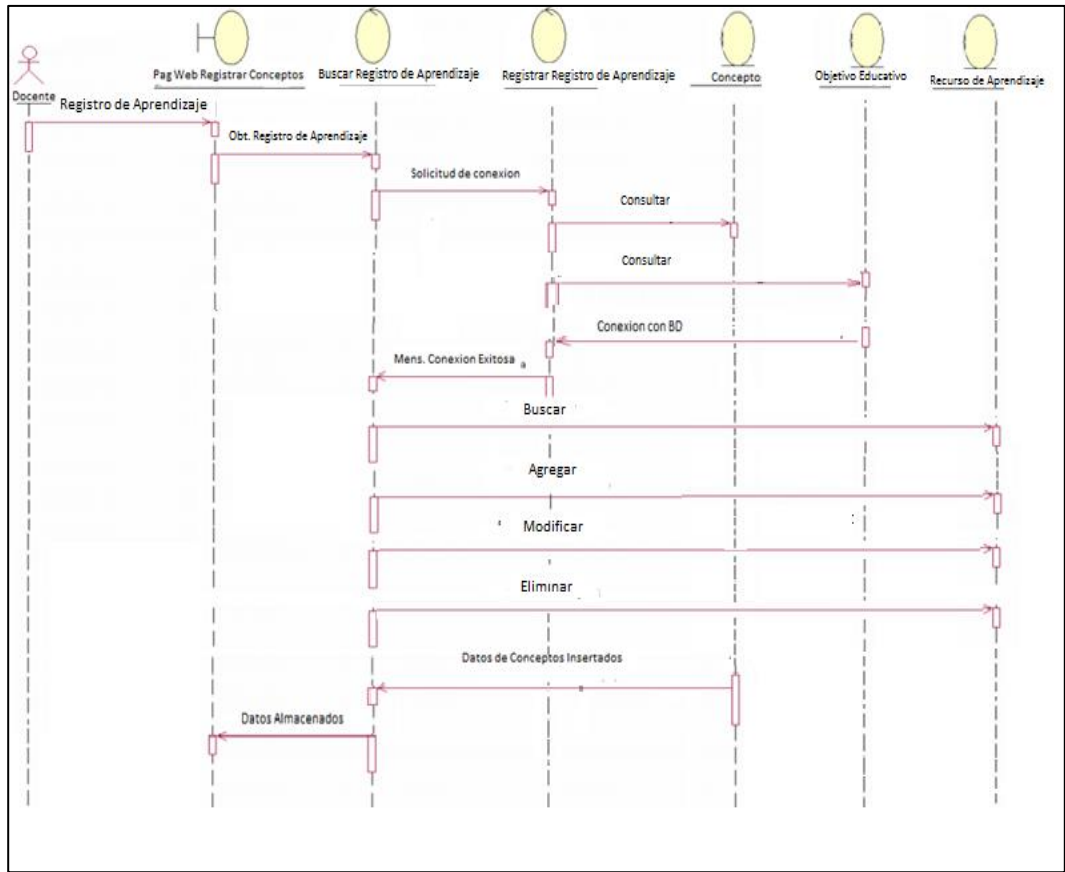 Docente
Pag Web Registrar Conceptos
Buscar Registro de Aprendizaje
Registrar Registro de Aprendizaje
Concepto
Objetivo Educativo
Recurso de Aprendizaje
Registro de Aprendizaje
Obt. Registro de Aprendizaje
Solicitud de conexion
Consultar
Consultar
Conexion con BD
Mens. Conexion Exitosa
Buscar
Agregar
Modificar
Eliminar
Datos de Conceptos Insertados
Datos Almacenados